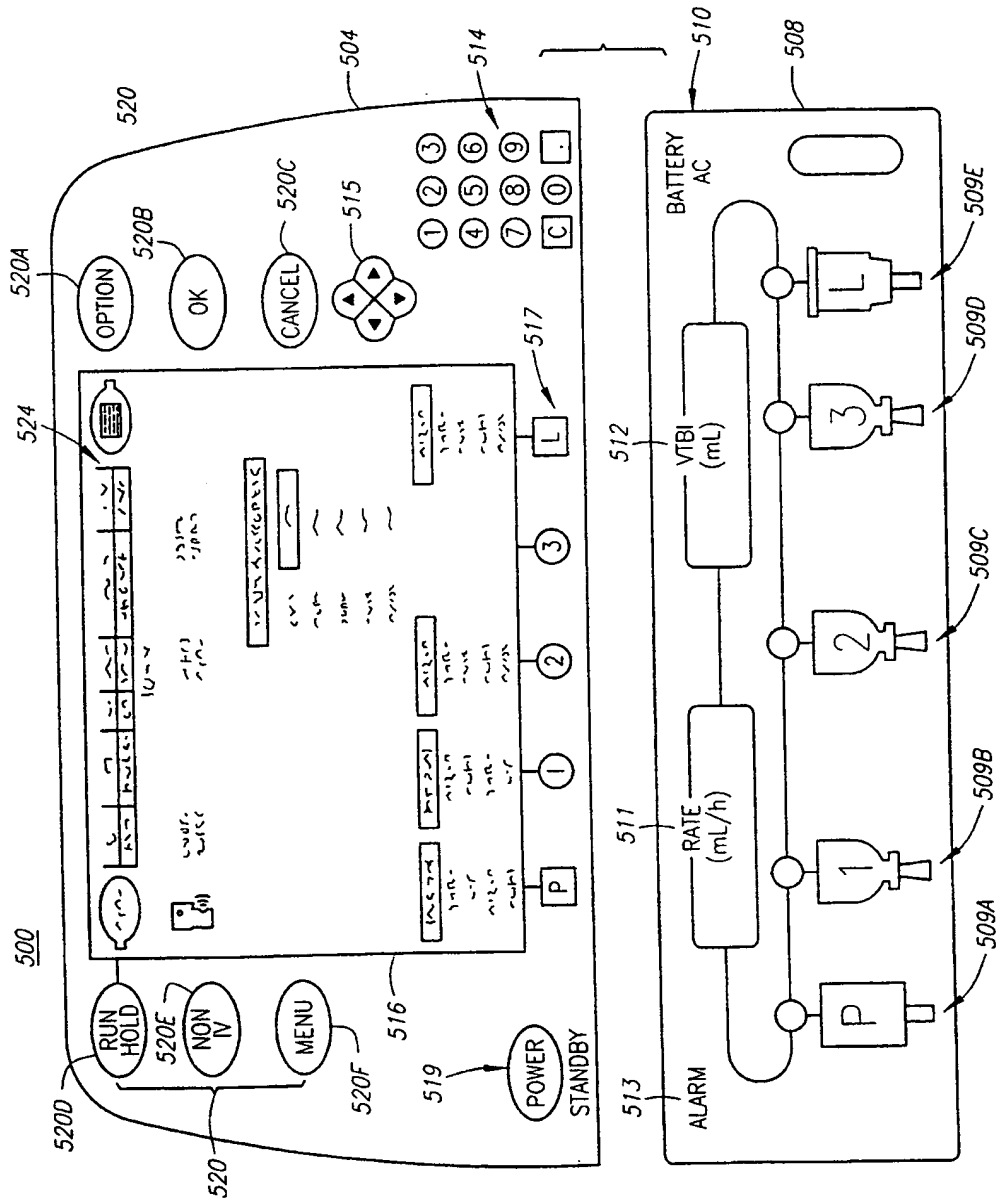 500
520A
520B
520C
515
520
504
514
524
517
516
520D
520E
520F
520
519
RUN
HOLD
NON
IV
MENU
POWER
STANDBY
OPTION
OK
CANCEL
1 2 3
4 5 6
7 8 9
C 0 .
P 1 2 3 L
510
508
513
ALARM
511
RATE
(mL/h)
512
VTBI
(mL)
BATTERY
AC
P 1 2 3 L
509A
509B
509C
509D
509E